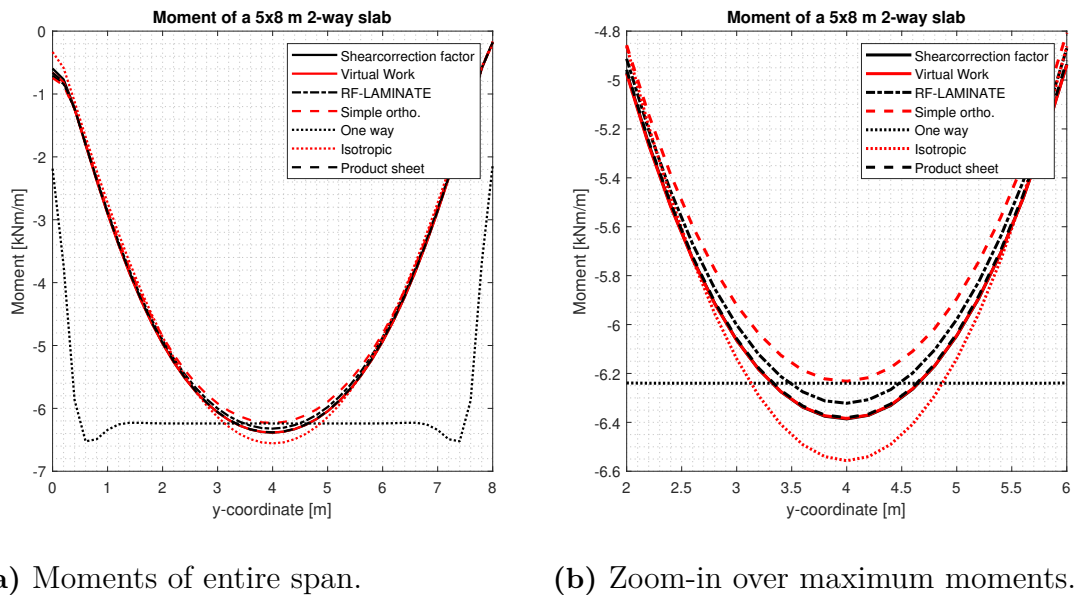 Moment of a 5x8 m 2-way slab
0
-1
-2
-3
-4
-5
-6
-7
Moment [kNm/m]
Shearcorrection factor
Virtual Work
RF-LAMINATE
Simple ortho.
One way
Isotropic
Product sheet
0 1 2 3 4 5 6 7 8
y-coordinate [m]
Moment of a 5x8 m 2-way slab
-4.8
-5
-5.2
-5.4
-5.6
-5.8
-6
-6.2
-6.4
-6.6
Moment [kNm/m]
Shearcorrection factor
Virtual Work
RF-LAMINATE
Simple ortho.
One way
Isotropic
Product sheet
2 2.5 3 3.5 4 4.5 5 5.5 6
y-coordinate [m]
) Moments of entire span.
(b) Zoom-in over maximum moments.